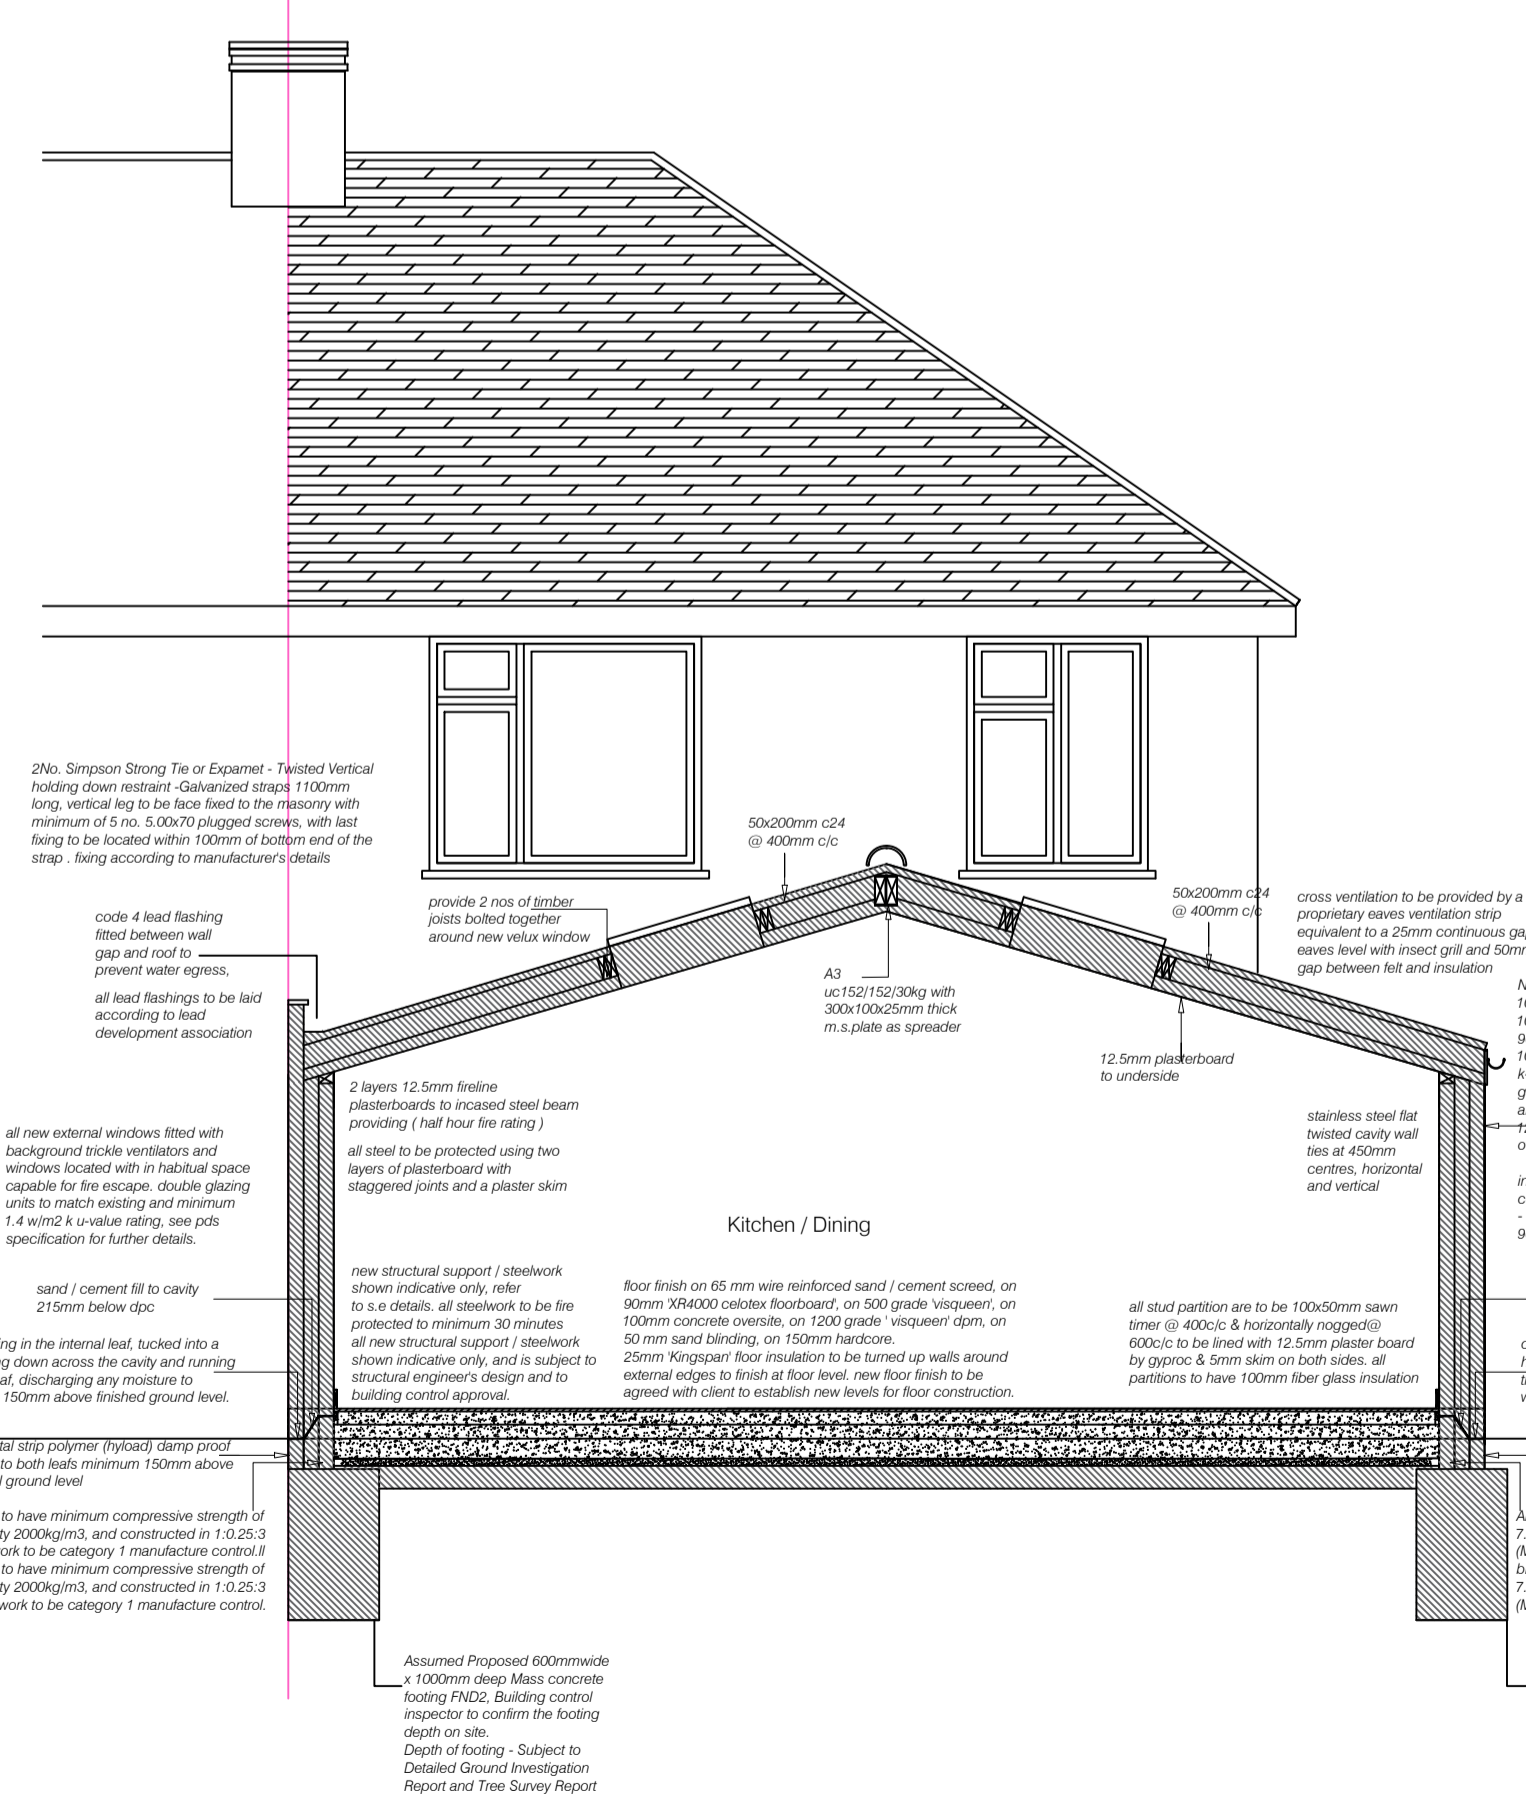 2No. Simpson Strong Tie or Expamet - Twisted Vertical
holding down restraint -Galvanized straps 1100mm
long, vertical leg to be face fixed to the masonry with
minimum of 5 no. 5.00x70 plugged screws, with last
fixing to be located within 100mm of bottom end of the
strap . fixing according to manufacturer's details
50x200mm c24
@ 400mm c/c
code 4 lead flashing
fitted between wall
gap and roof to
prevent water egress,
all lead flashings to be laid
according to lead
development association
provide 2 nos of timber
joists bolted together
around new velux window
A3
uc152/152/30kg with
300x100x25mm thick
m.s.plate as spreader
50x200mm c24
@ 400mm c/c
cross ventilation to be provided by a
proprietary eaves ventilation strip
equivalent to a 25mm continuous gap
eaves level with insect grill and 50mm
gap between felt and insulation
12.5mm plasterboard
to underside
2 layers 12.5mm fireline
plasterboards to incased steel beam
providing ( half hour fire rating )
all steel to be protected using two
layers of plasterboard with
staggered joints and a plaster skim
all new external windows fitted with
background trickle ventilators and
windows located with in habitual space
capable for fire escape. double glazing
units to match existing and minimum
1.4 w/m2 k u-value rating, see pds
specification for further details.
stainless steel flat
twisted cavity wall
ties at 450mm
centres, horizontal
and vertical
Kitchen / Dining
sand / cement fill to cavity
215mm below dpc
new structural support / steelwork
shown indicative only, refer
to s.e details. all steelwork to be fire
protected to minimum 30 minutes
all new structural support / steelwork
shown indicative only, and is subject to
structural engineer's design and to
building control approval.
floor finish on 65 mm wire reinforced sand / cement screed, on
90mm 'XR4000 celotex floorboard', on 500 grade 'visqueen', on
100mm concrete oversite, on 1200 grade ' visqueen' dpm, on
50 mm sand blinding, on 150mm hardcore.
25mm 'Kingspan' floor insulation to be turned up walls around
external edges to finish at floor level. new floor finish to be
agreed with client to establish new levels for floor construction.
all stud partition are to be 100x50mm sawn
timer @ 400c/c & horizontally nogged@
600c/c to be lined with 12.5mm plaster board
by gyproc & 5mm skim on both sides. all
partitions to have 100mm fiber glass insulation
in the internal leaf, tucked into a
down across the cavity and running
discharging any moisture to
150mm above finished ground level.
strip polymer (hyload) damp proof
to both leafs minimum 150mm above
ground level
to have minimum compressive strength of
2000kg/m3, and constructed in 1:0.25:3
to be category 1 manufacture control.ll
to have minimum compressive strength of
2000kg/m3, and constructed in 1:0.25:3
work to be category 1 manufacture control.
Assumed Proposed 600mmwide
x 1000mm deep Mass concrete
footing FND2, Building control
inspector to confirm the footing
depth on site.
Depth of footing - Subject to
Detailed Ground Investigation
Report and Tree Survey Report